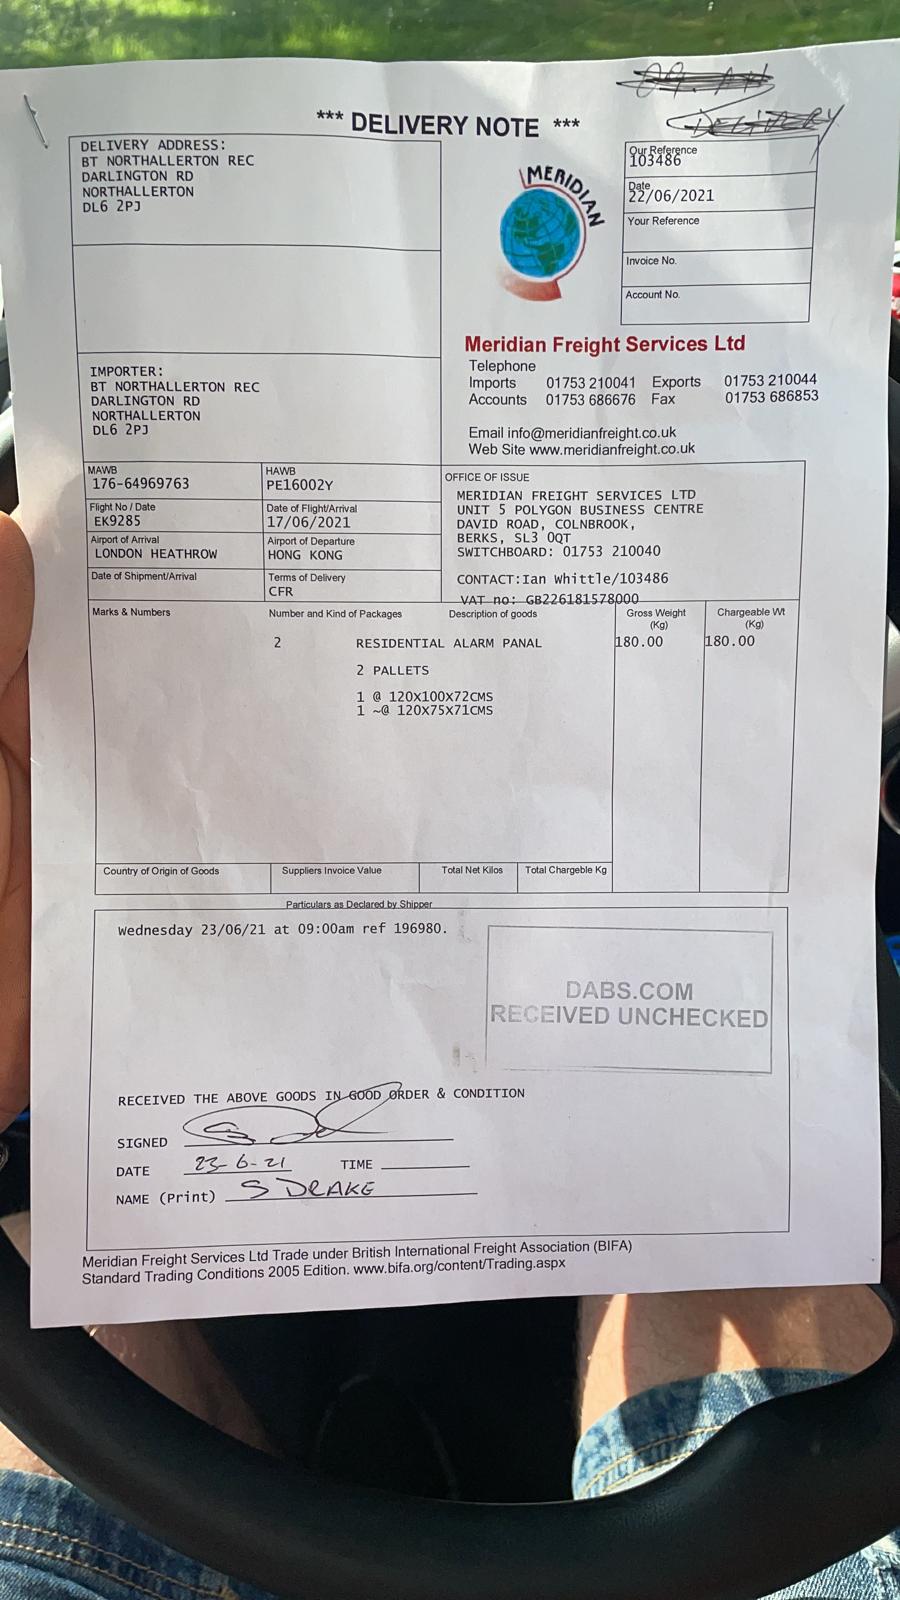 DELIVERY
*** DELIVERY NOTE ***
DELIVERY ADDRESS:
BT NORTHALLERTON REC
DARLINGTON RD
NORTHALLERTON
DL6 2PJ
MERIDIAN
Our Reference
103486
Date
22/06/2021
Your Reference
Invoice No.
Account No.
Meridian Freight Services Ltd
Telephone
Imports 01753 210041 Exports 01753 210044
Accounts 01753 686676 Fax 01753 686853
Email info@meridianfreight.co.uk
Web Site www.meridianfreight.co.uk
IMPORTER:
BT NORTHALLERTON REC
DARLINGTON RD
NORTHALLERTON
DL6 2PJ
MAWB HAWB
176-64969763 PE16002Y
Flight No / Date Date of Flight/Arrival
EK9285 17/06/2021
Airport of Arrival Airport of Departure
LONDON HEATHROW HONG KONG
Date of Shipment/Arrival Terms of Delivery
CFR
OFFICE OF ISSUE
MERIDIAN FREIGHT SERVICES LTD
UNIT 5 POLYGON BUSINESS CENTRE
DAVID ROAD, COLNBROOK,
BERKS, SL3 0QT
SWITCHBOARD: 01753 210040
CONTACT:Ian Whittle/103486
VAT no: GB226181578000
Marks & Numbers Number and Kind of Packages Description of goods Gross Weight Chargeable Wt
(Kg) (Kg)
2 RESIDENTIAL ALARM PANAL 180.00 180.00
2 PALLETS
1 @ 120X100X72CMS
1 ~@ 120X75X71CMS
Country of Origin of Goods Suppliers Invoice Value Total Net Kilos Total Chargeable Kg
Particulars as Declared by Shipper
Wednesday 23/06/21 at 09:00am ref 196980.
DABS.COM
RECEIVED UNCHECKED
RECEIVED THE ABOVE GOODS IN GOOD ORDER & CONDITION
SIGNED
DATE 23-6-21 TIME
NAME (Print) S DRAKE
Meridian Freight Services Ltd Trade under British International Freight Association (BIFA)
Standard Trading Conditions 2005 Edition. www.bifa.org/content/Trading.aspx